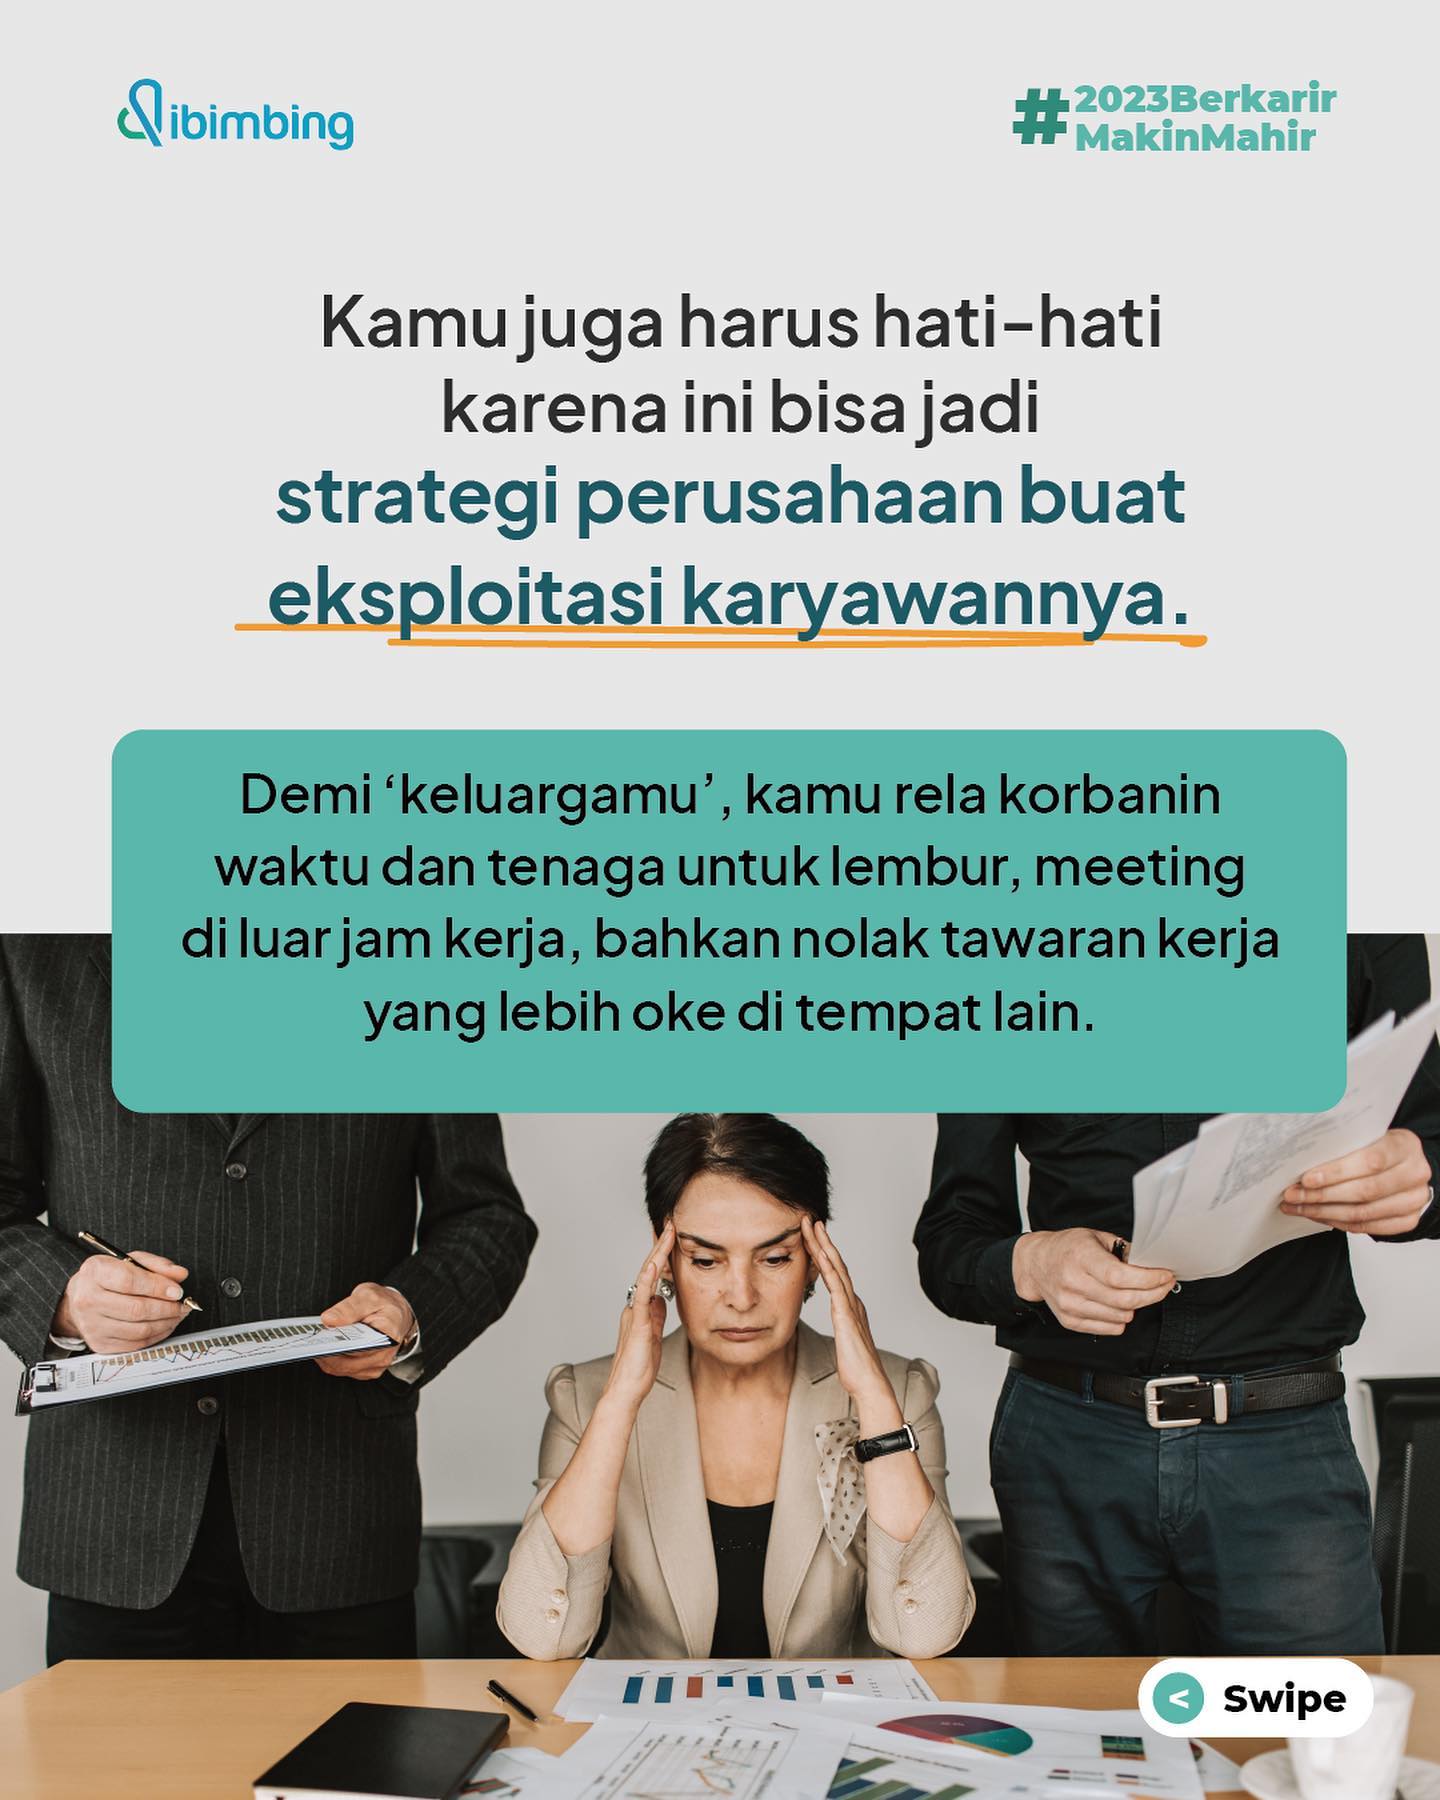 dibimbing
#2023Berkarir
MakinMahir
Kamu juga harus hati-hati
karena ini bisa jadi
strategi perusahaan buat
eksploitasi karyawannya.
Demi ‘keluargamu’, kamu rela korbanin
waktu dan tenaga untuk lembur, meeting
di luar jam kerja, bahkan nolak tawaran kerja
yang lebih oke di tempat lain.
< Swipe